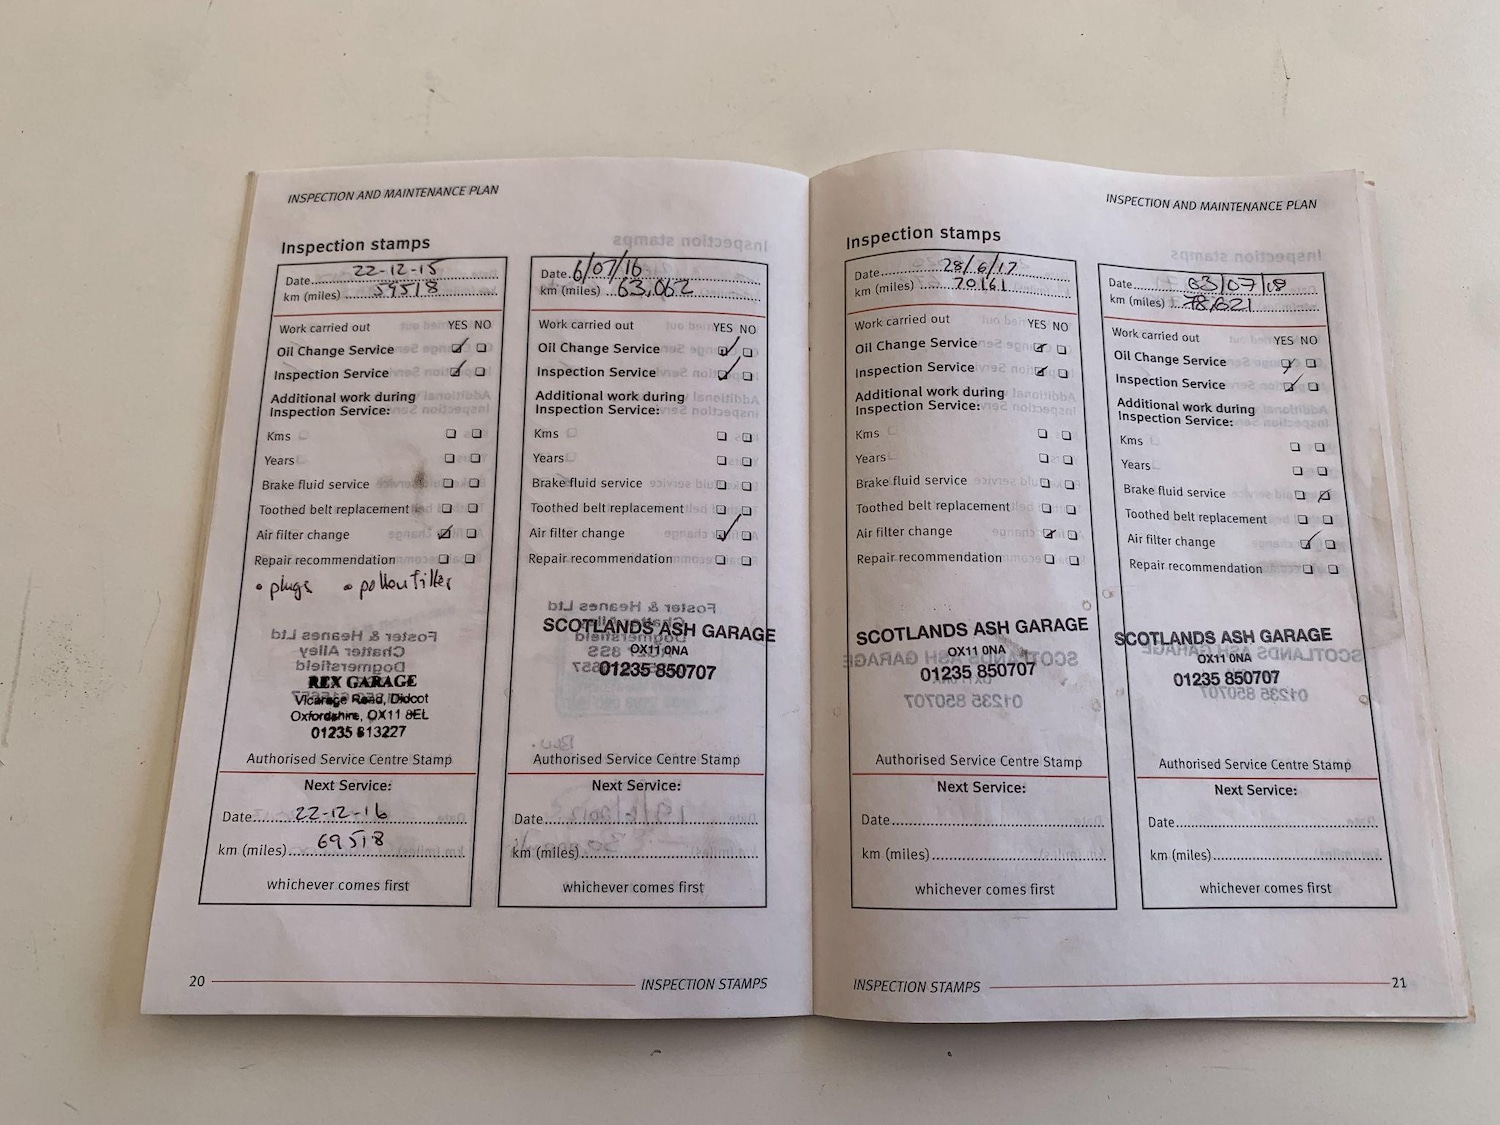 INSPECTION AND MAINTENANCE PLAN
Inspection stamps
Date 22-12-15
km (miles) 59518
Work carried out YES NO
Oil Change Service
Inspection Service
Additional work during
Inspection Service:
Kms
Years
Brake fluid service
Toothed belt replacement
Air filter change
Repair recommendation
• plugs • pollen filter
REX GARAGE
Vicarage Road, Didcot
Oxfordshire, OX11 8EL
01235 813227
Authorised Service Centre Stamp
Next Service:
Date 22-12-16
km (miles) 69518
whichever comes first
Date 6/07/16
km (miles) 63,062
Work carried out YES NO
Oil Change Service
Inspection Service
Additional work during
Inspection Service:
Kms
Years
Brake fluid service
Toothed belt replacement
Air filter change
Repair recommendation
SCOTLANDS ASH GARAGE
OX11 0NA
01235 850707
Authorised Service Centre Stamp
Next Service:
Date
km (miles)
whichever comes first
20
INSPECTION STAMPS
INSPECTION AND MAINTENANCE PLAN
Inspection stamps
Date 28/6/17
km (miles) 70161
Work carried out YES NO
Oil Change Service
Inspection Service
Additional work during
Inspection Service:
Kms
Years
Brake fluid service
Toothed belt replacement
Air filter change
Repair recommendation
SCOTLANDS ASH GARAGE
OX11 0NA
01235 850707
Authorised Service Centre Stamp
Next Service:
Date
km (miles)
whichever comes first
Date 03/07/18
km (miles) 78,621
Work carried out YES NO
Oil Change Service
Inspection Service
Additional work during
Inspection Service:
Kms
Years
Brake fluid service
Toothed belt replacement
Air filter change
Repair recommendation
SCOTLANDS ASH GARAGE
OX11 0NA
01235 850707
Authorised Service Centre Stamp
Next Service:
Date
km (miles)
whichever comes first
INSPECTION STAMPS
21